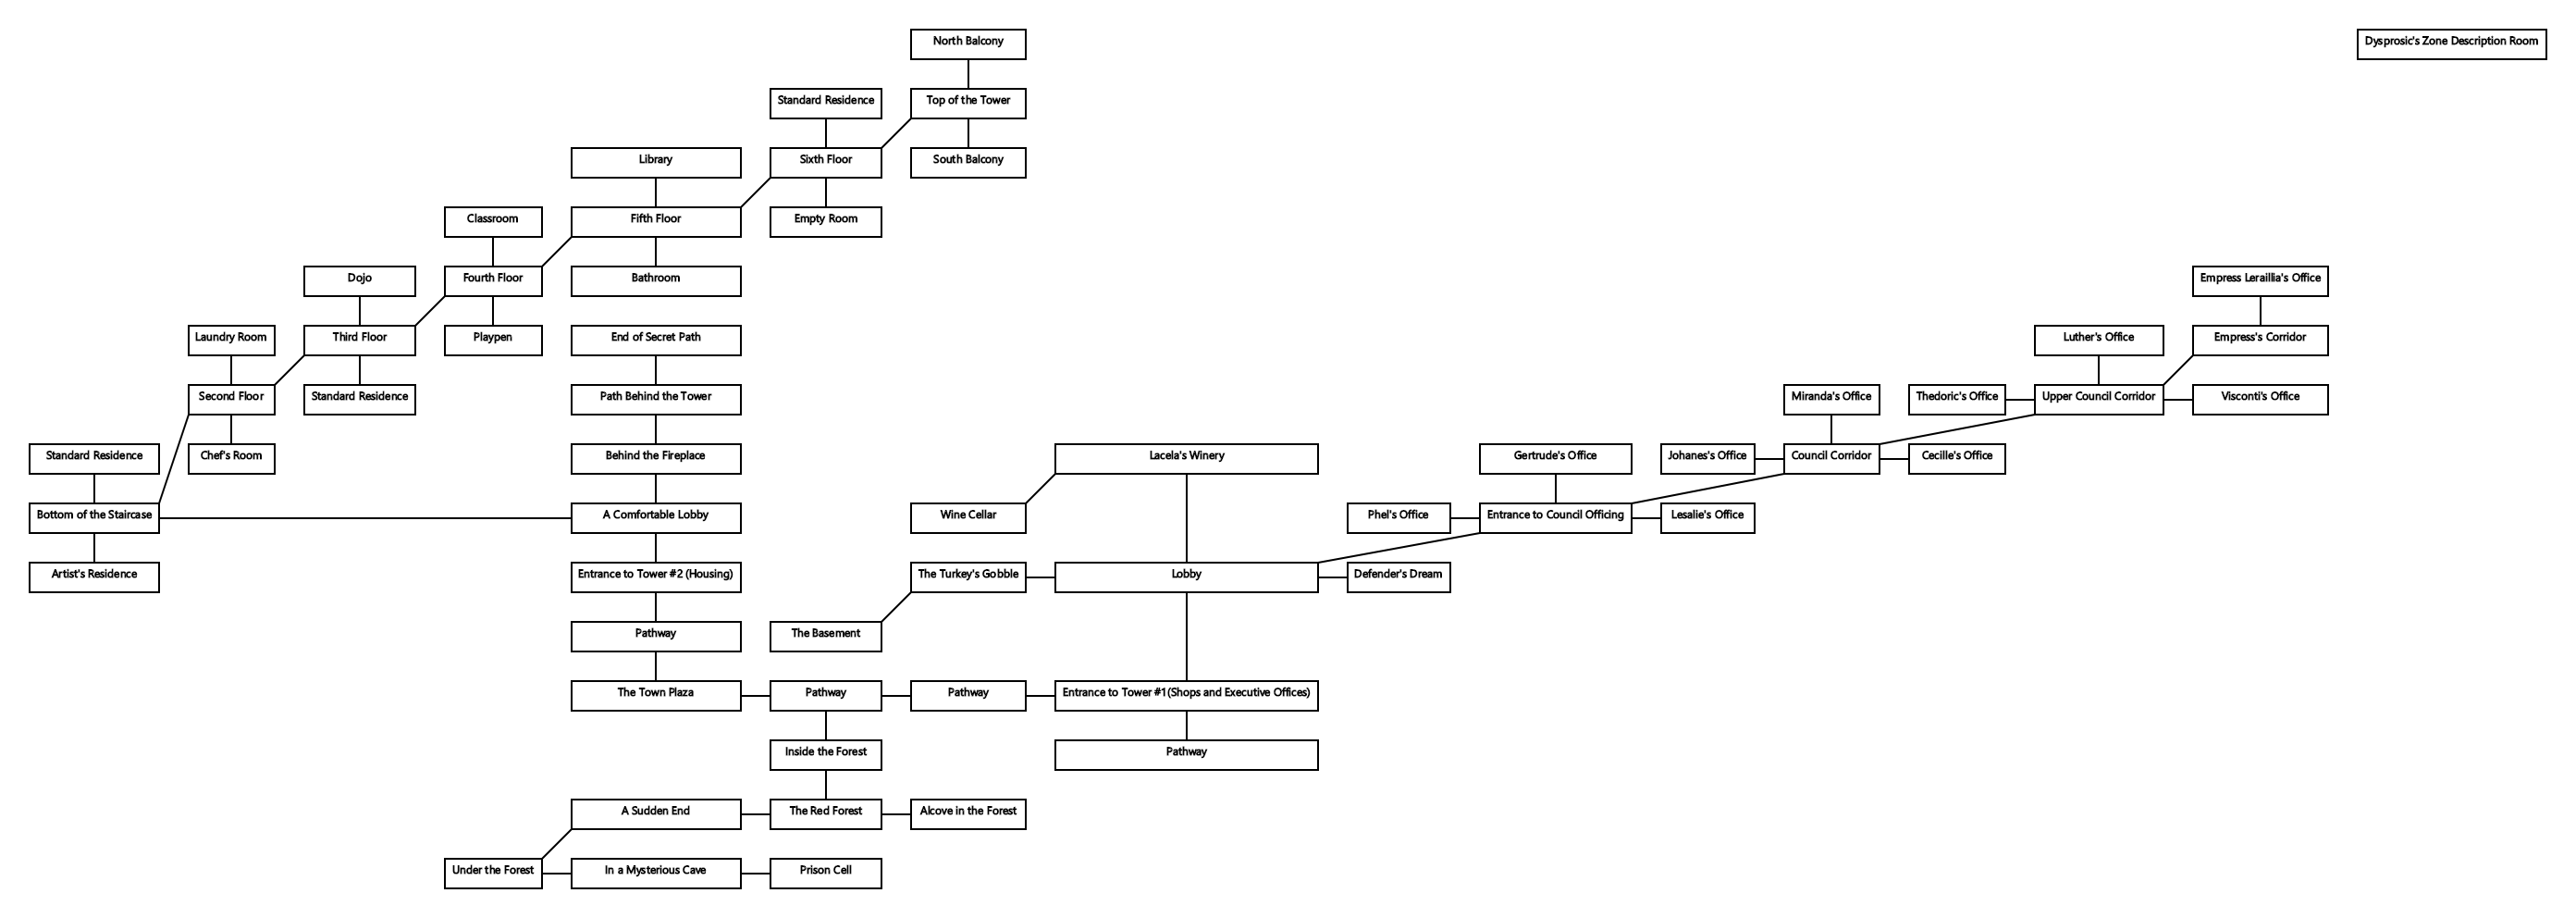 North Balcony
Dysprosic's Zone Description Room
Standard Residence
Top of the Tower
Library
Sixth Floor
South Balcony
Classroom
Fifth Floor
Empty Room
Dojo
Fourth Floor
Bathroom
Empress Leraillia's Office
Laundry Room
Third Floor
Playpen
End of Secret Path
Luther's Office
Empress's Corridor
Second Floor
Standard Residence
Path Behind the Tower
Miranda's Office
Thedoric's Office
Upper Council Corridor
Visconti's Office
Standard Residence
Chef's Room
Behind the Fireplace
Lacela's Winery
Gertrude's Office
Johanes's Office
Council Corridor
Cecille's Office
Bottom of the Staircase
A Comfortable Lobby
Wine Cellar
Phel's Office
Entrance to Council Officing
Lesalie's Office
Artist's Residence
Entrance to Tower #2 (Housing)
The Turkey's Gobble
Lobby
Defender's Dream
Pathway
The Basement
The Town Plaza
Pathway
Pathway
Entrance to Tower #1(Shops and Executive Offices)
Inside the Forest
Pathway
A Sudden End
The Red Forest
Alcove in the Forest
Under the Forest
In a Mysterious Cave
Prison Cell